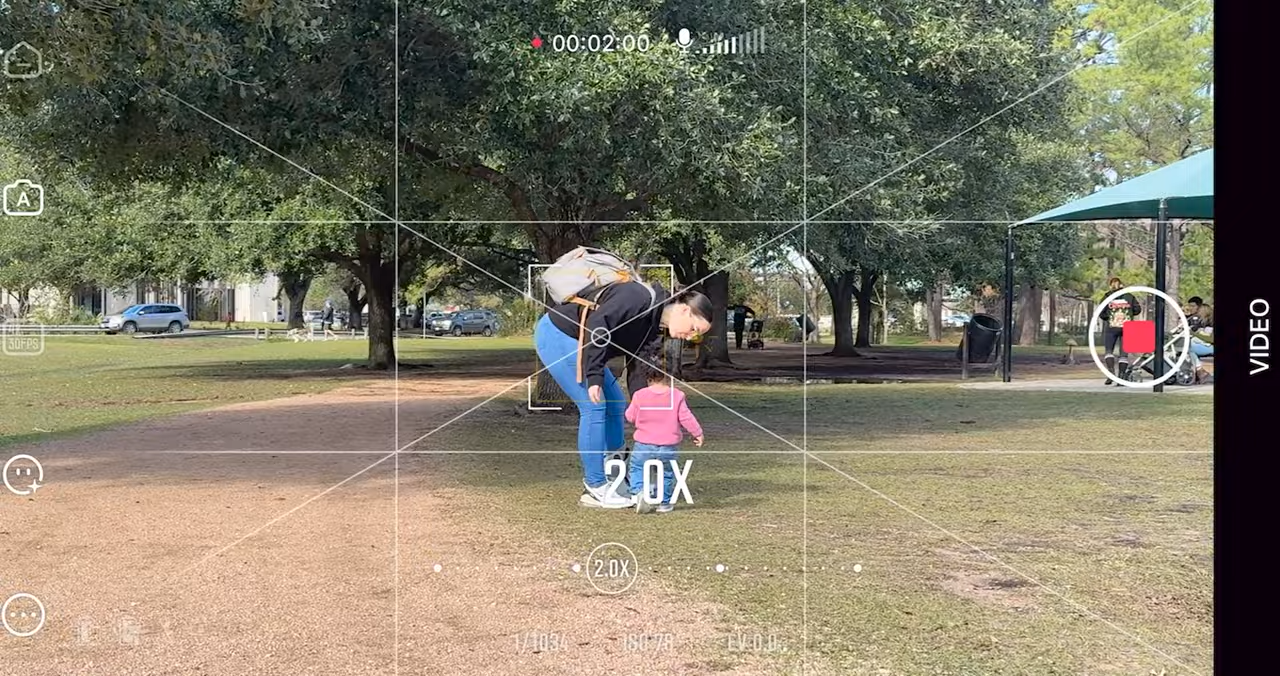 00:02:00
A
30FPS
2.0X
2.0X
1/1034 ISO 78 EV 0.0
VIDEO